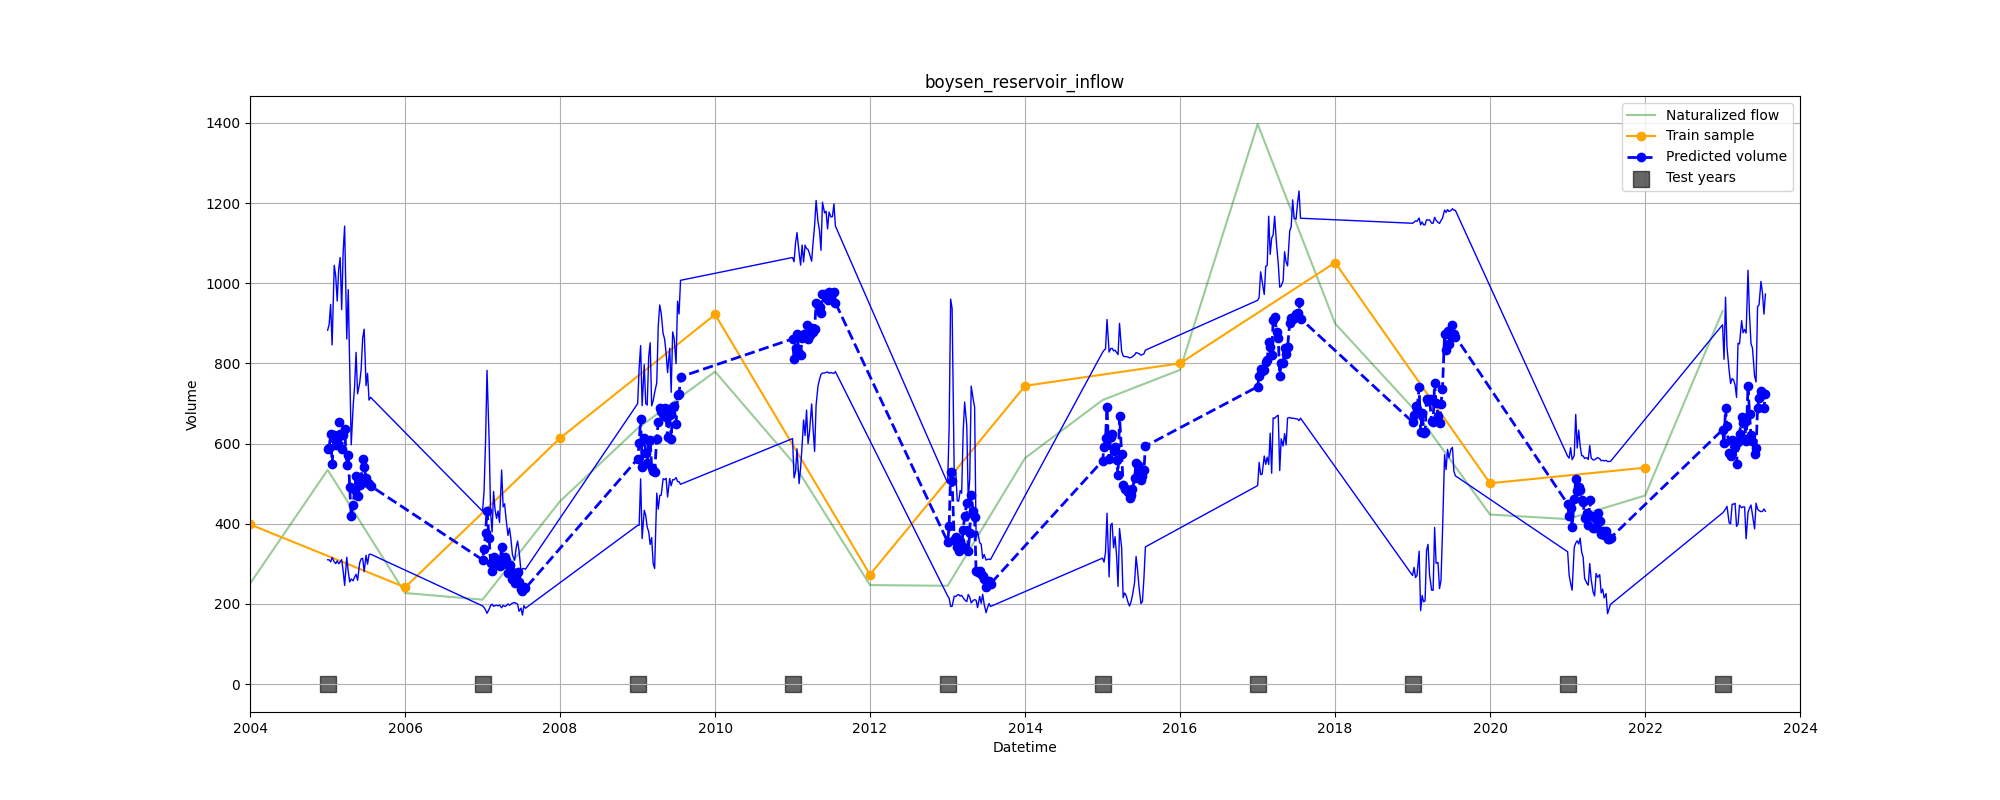 boysen_reservoir_inflow
Volume
1400
1200
1000
800
600
400
200
0
Naturalized flow
Train sample
Predicted volume
Test years
2004 2006 2008 2010 2012 2014 2016 2018 2020 2022 2024
Datetime